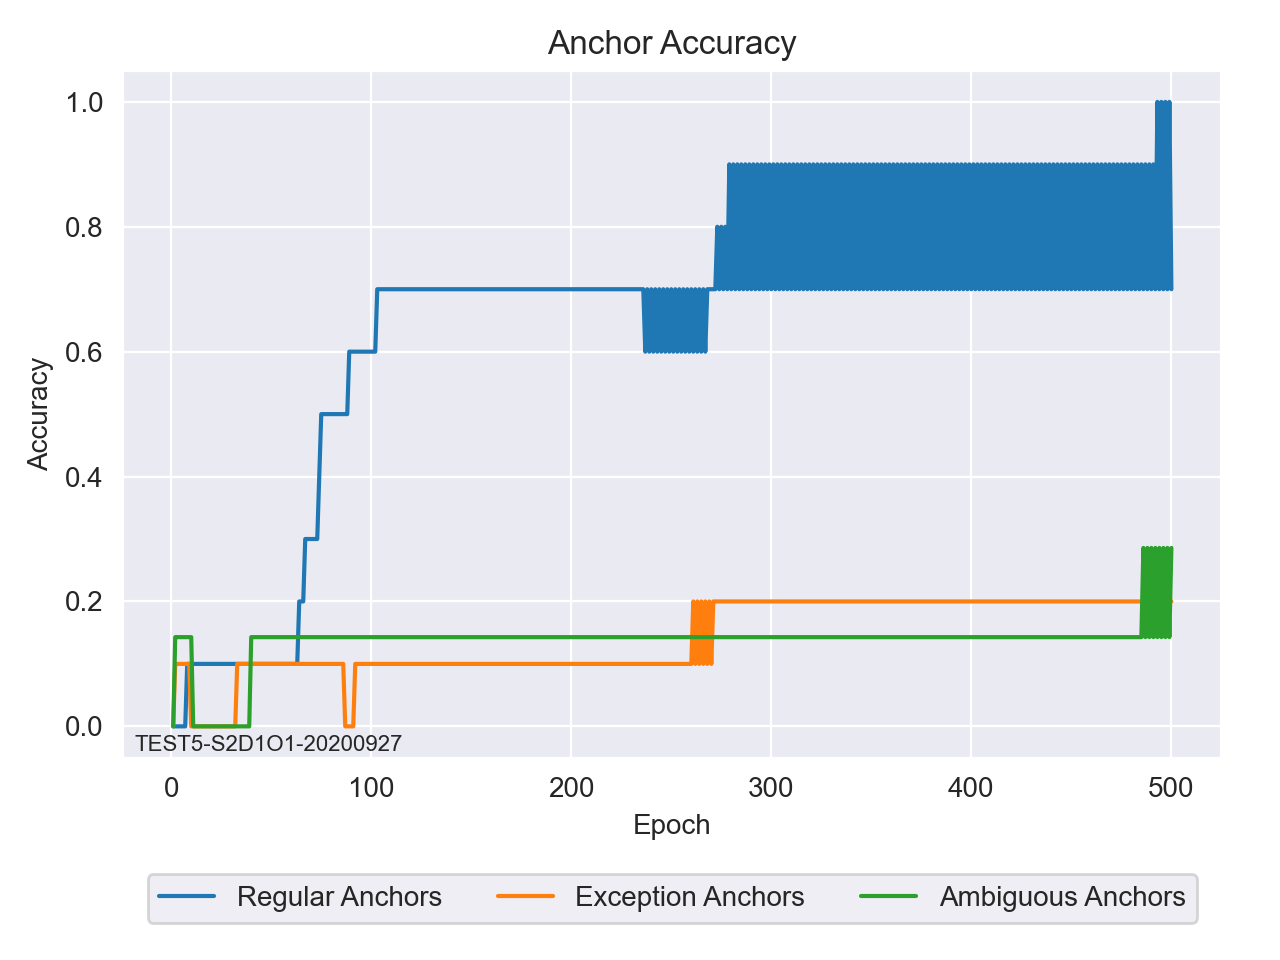 Anchor Accuracy
1.0
0.8
0.6
0.4
0.2
0.0
Accuracy
TEST5-S2D1O1-20200927
0 100 200 300 400 500
Epoch
Regular Anchors Exception Anchors Ambiguous Anchors